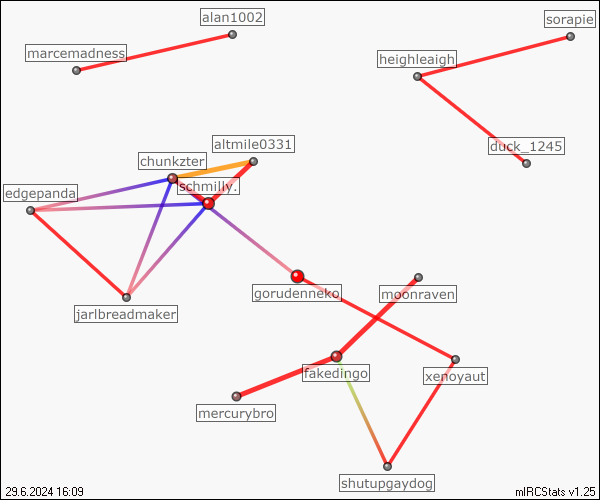 alan1002
sorapie
marcemadness
heighleaigh
altmile0331
duck_1245
chunkzter
schmilly.
edgepanda
gorudenneko
moonraven
jarlbreadmaker
fakedingo
xenoyaut
mercurybro
shutupgaydog
29.6.2024 16:09
mIRCStats v1.25